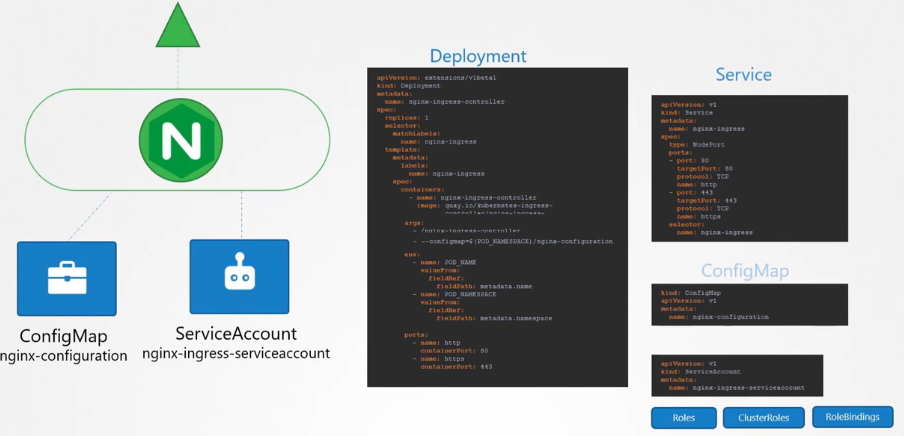 N
ConfigMap
nginx-configuration
ServiceAccount
nginx-ingress-serviceaccount
Deployment
apiVersion: extensions/v1beta1
kind: Deployment
metadata:
  name: nginx-ingress-controller
spec:
  replicas: 1
  selector:
    matchLabels:
      name: nginx-ingress
  template:
    metadata:
      labels:
        name: nginx-ingress
    spec:
      containers:
        - name: nginx-ingress-controller
          image: quay.io/kubernetes-ingress-
          controller/nginx-ingress-
      args:
        - /nginx-ingress-controller
        - --configmap=$(POD_NAMESPACE)/nginx-configuration
      env:
        - name: POD_NAME
          valueFrom:
            fieldRef:
              fieldPath: metadata.name
        - name: POD_NAMESPACE
          valueFrom:
            fieldRef:
              fieldPath: metadata.namespace
      ports:
        - name: http
          containerPort: 80
        - name: https
          containerPort: 443
Service
apiVersion: v1
kind: Service
metadata:
  name: nginx-ingress
spec:
  type: NodePort
  ports:
  - port: 80
    targetPort: 80
    protocol: TCP
    name: http
  - port: 443
    targetPort: 443
    protocol: TCP
    name: https
  selector:
    name: nginx-ingress
ConfigMap
kind: ConfigMap
apiVersion: v1
metadata:
  name: nginx-configuration
apiVersion: v1
kind: ServiceAccount
metadata:
  name: nginx-ingress-serviceaccount
Roles
ClusterRoles
RoleBindings